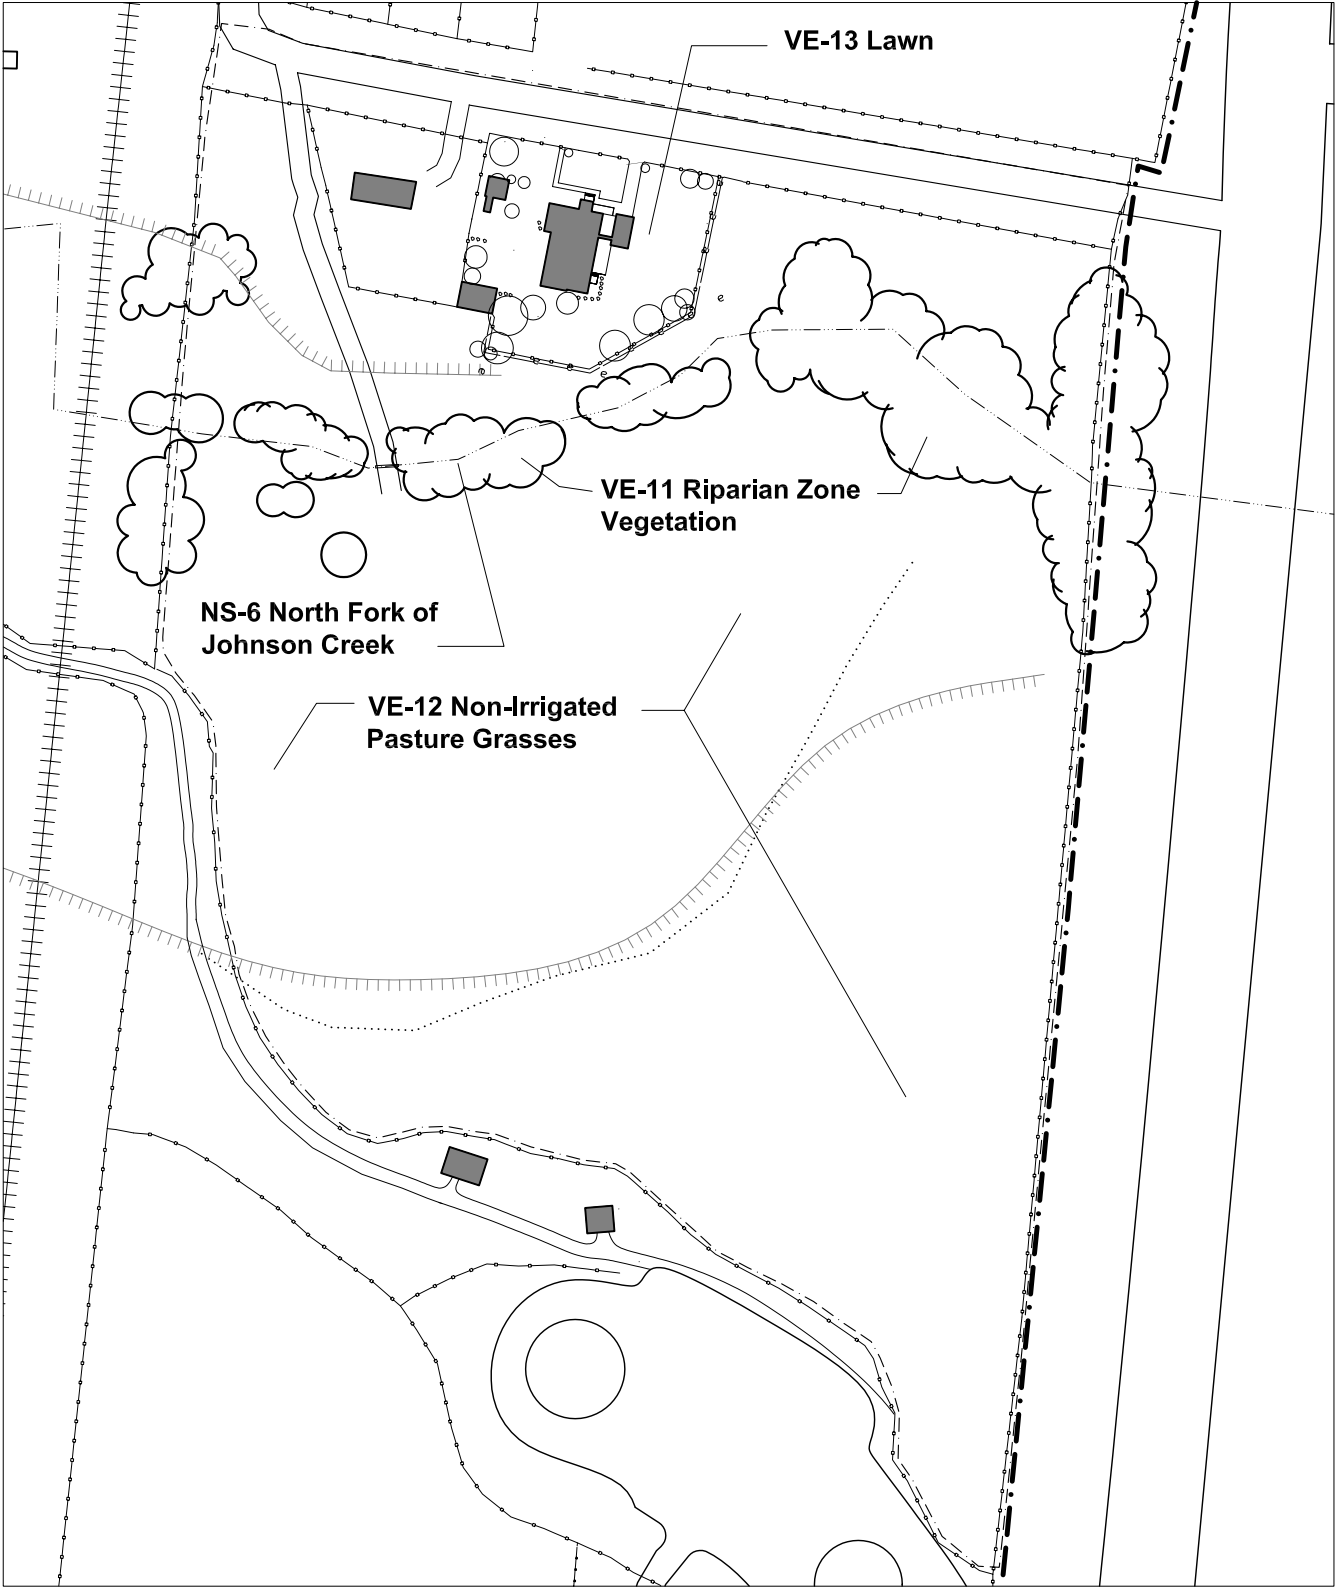 VE-13 Lawn
VE-11 Riparian Zone
Vegetation
NS-6 North Fork of
Johnson Creek
VE-12 Non-Irrigated
Pasture Grasses